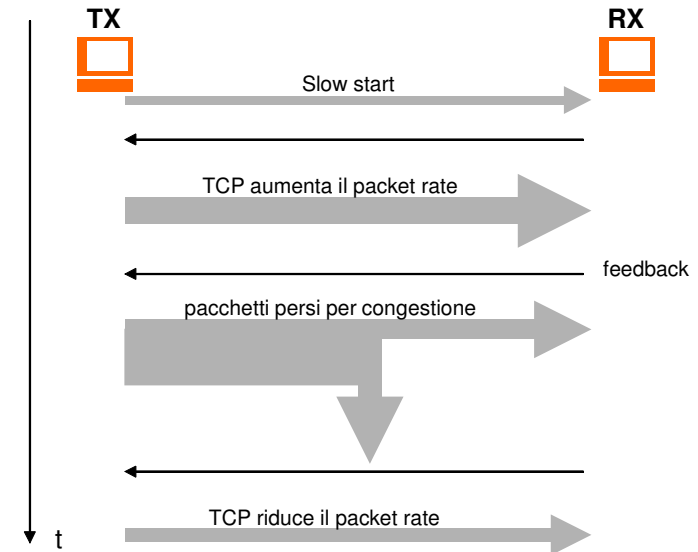 TX
RX
Slow start
TCP aumenta il packet rate
feedback
pacchetti persi per congestione
TCP riduce il packet rate
t